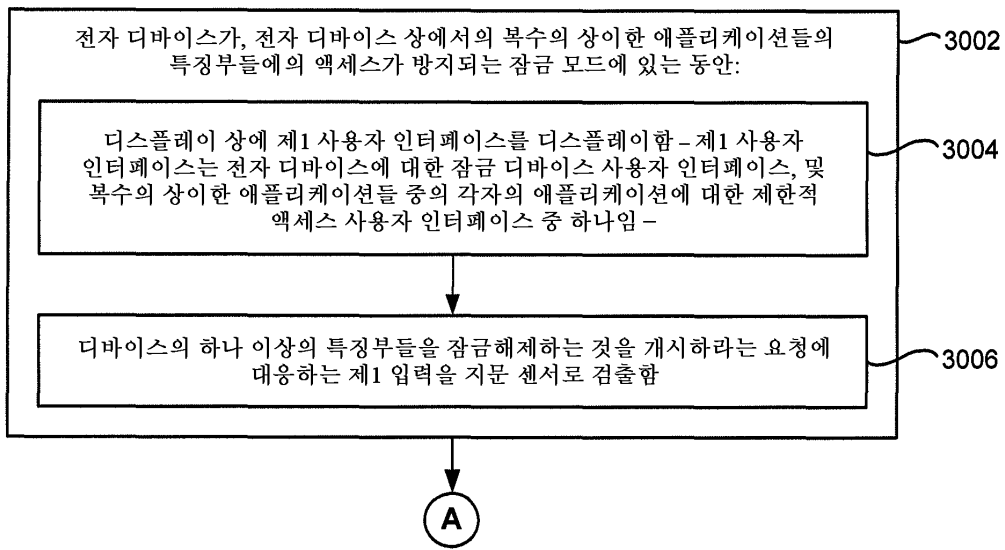 전자 디바이스가, 전자 디바이스 상에서의 복수의 상이한 애플리케이션들의
특징부들에의 액세스가 방지되는 잠금 모드에 있는 동안:
3002
디스플레이 상에 제1 사용자 인터페이스를 디스플레이함 – 제1 사용자
인터페이스는 전자 디바이스에 대한 잠금 디바이스 사용자 인터페이스, 및
복수의 상이한 애플리케이션들 중의 각자의 애플리케이션에 대한 제한적
액세스 사용자 인터페이스 중 하나임 –
3004
디바이스의 하나 이상의 특징부들을 잠금해제하는 것을 개시하라는 요청에
대응하는 제1 입력을 지문 센서로 검출함
3006
A